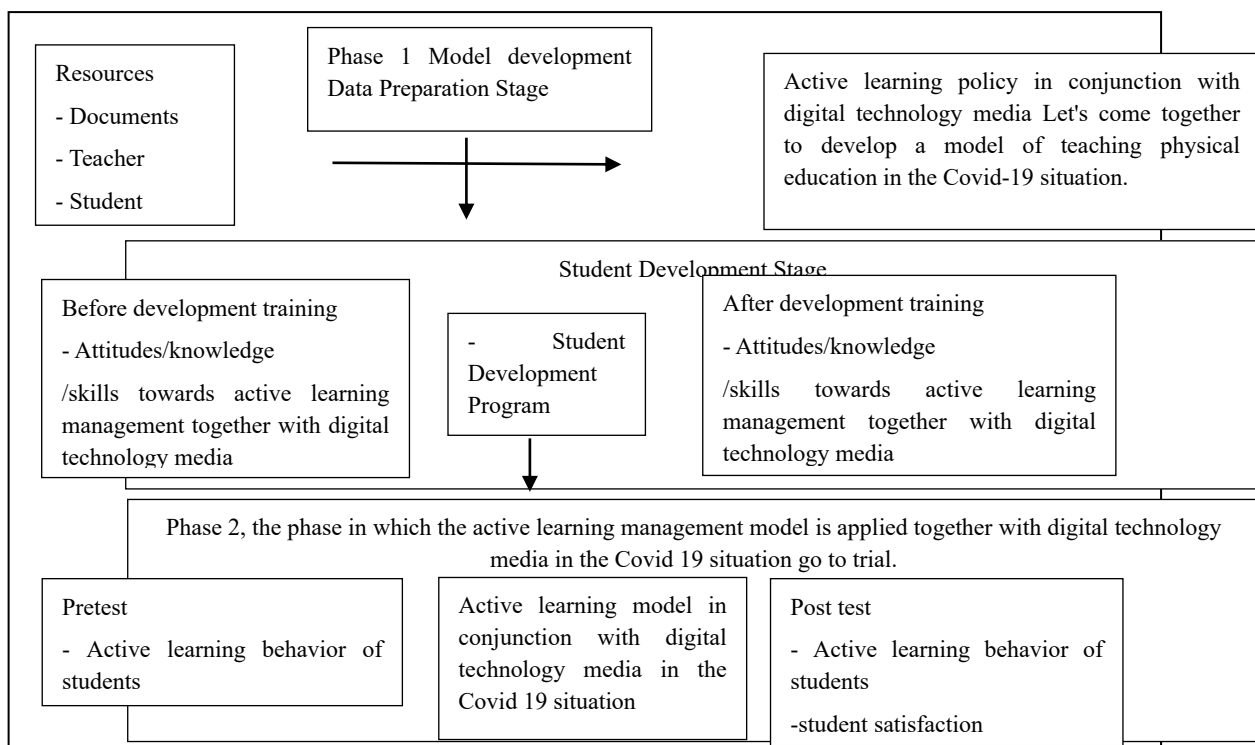 Resources
- Documents
- Teacher
- Student
Phase 1 Model development
Data Preparation Stage
Active learning policy in conjunction with
digital technology media Let's come together
to develop a model of teaching physical
education in the Covid-19 situation.
Student Development Stage
Before development training
- Attitudes/knowledge
/skills towards active learning
management together with digital
technology media
- Student
Development
Program
After development training
- Attitudes/knowledge
/skills towards active learning
management together with digital
technology media
Phase 2, the phase in which the active learning management model is applied together with digital technology
media in the Covid 19 situation go to trial.
Pretest
- Active learning behavior of
students
Active learning model in
conjunction with digital
technology media in the
Covid 19 situation
Post test
- Active learning behavior of
students
-student satisfaction